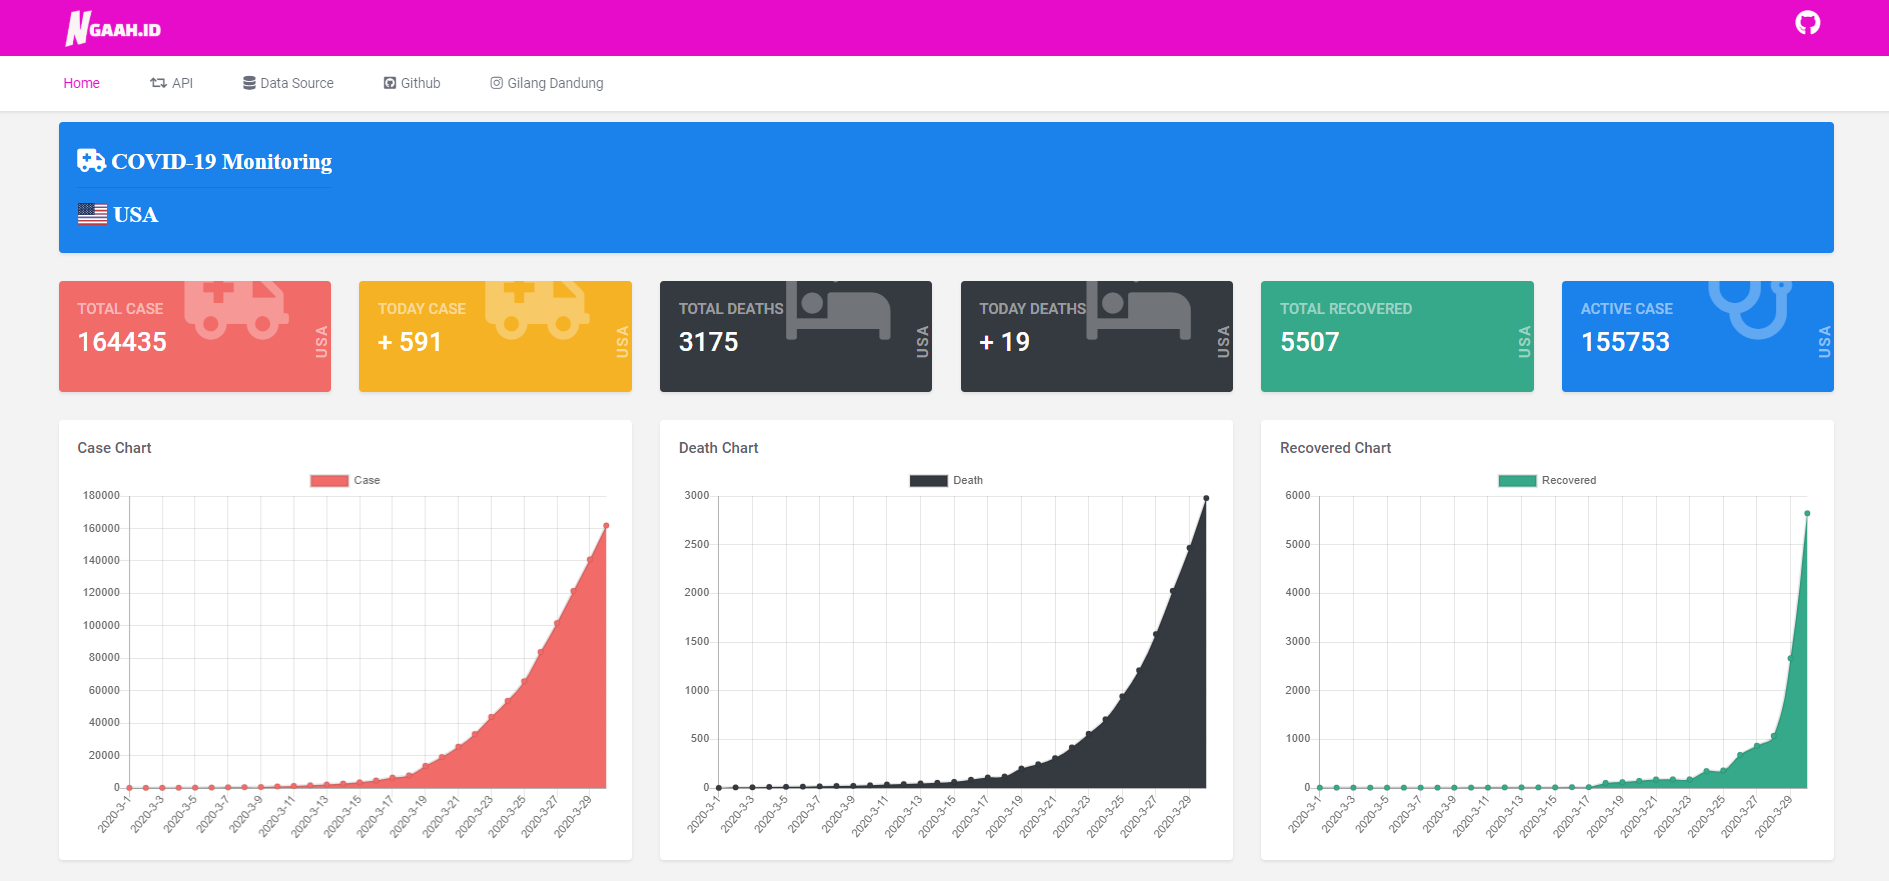 NGAAH.ID
Home API Data Source Github Gilang Dandung
COVID-19 Monitoring
USA
TOTAL CASE
164435
USA
TODAY CASE
+ 591
USA
TOTAL DEATHS
3175
USA
TODAY DEATHS
+ 19
USA
TOTAL RECOVERED
5507
USA
ACTIVE CASE
155753
USA
Case Chart
Case
180000
160000
140000
120000
100000
80000
60000
40000
20000
0
2020-3-1 2020-3-3 2020-3-5 2020-3-7 2020-3-9 2020-3-11 2020-3-13 2020-3-15 2020-3-17 2020-3-19 2020-3-21 2020-3-23 2020-3-25 2020-3-27 2020-3-29
Death Chart
Death
3000
2500
2000
1500
1000
500
0
2020-3-1 2020-3-3 2020-3-5 2020-3-7 2020-3-9 2020-3-11 2020-3-13 2020-3-15 2020-3-17 2020-3-19 2020-3-21 2020-3-23 2020-3-25 2020-3-27 2020-3-29
Recovered Chart
Recovered
6000
5000
4000
3000
2000
1000
0
2020-3-1 2020-3-3 2020-3-5 2020-3-7 2020-3-9 2020-3-11 2020-3-13 2020-3-15 2020-3-17 2020-3-19 2020-3-21 2020-3-23 2020-3-25 2020-3-27 2020-3-29